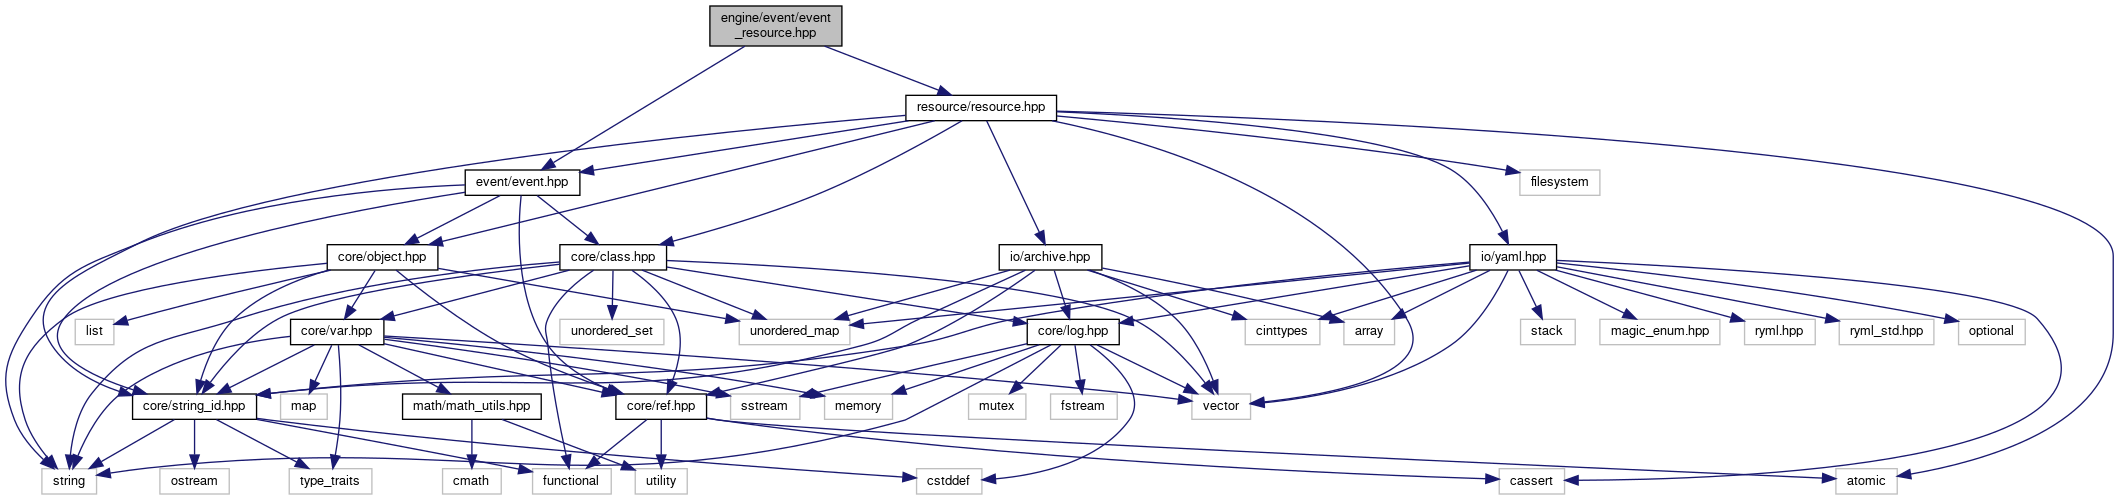 engine/event/event
_resource.hpp
resource/resource.hpp
event/event.hpp
filesystem
core/object.hpp
core/class.hpp
io/archive.hpp
io/yaml.hpp
list
core/var.hpp
unordered_set
unordered_map
core/log.hpp
cinttypes
array
stack
magic_enum.hpp
ryml.hpp
ryml_std.hpp
optional
core/string_id.hpp
map
math/math_utils.hpp
core/ref.hpp
sstream
memory
mutex
fstream
vector
string
ostream
type_traits
cmath
functional
utility
cstddef
cassert
atomic